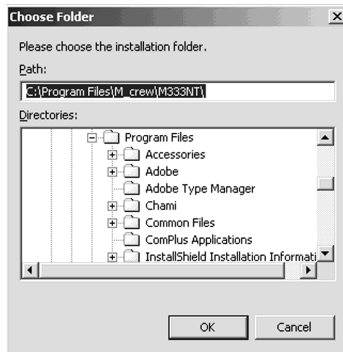 Choose Folder
Please choose the installation folder.
Path:
C:\Program Files\M_crew\M333NT\
Directories:
Program Files
Accessories
Adobe
Adobe Type Manager
Chami
Common Files
ComPlus Applications
InstallShield Installation Informati
OK
Cancel